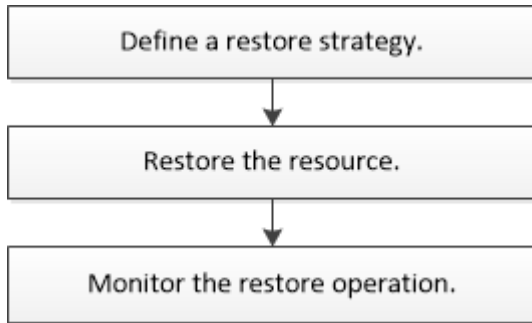 Define a restore strategy.
Restore the resource.
Monitor the restore operation.